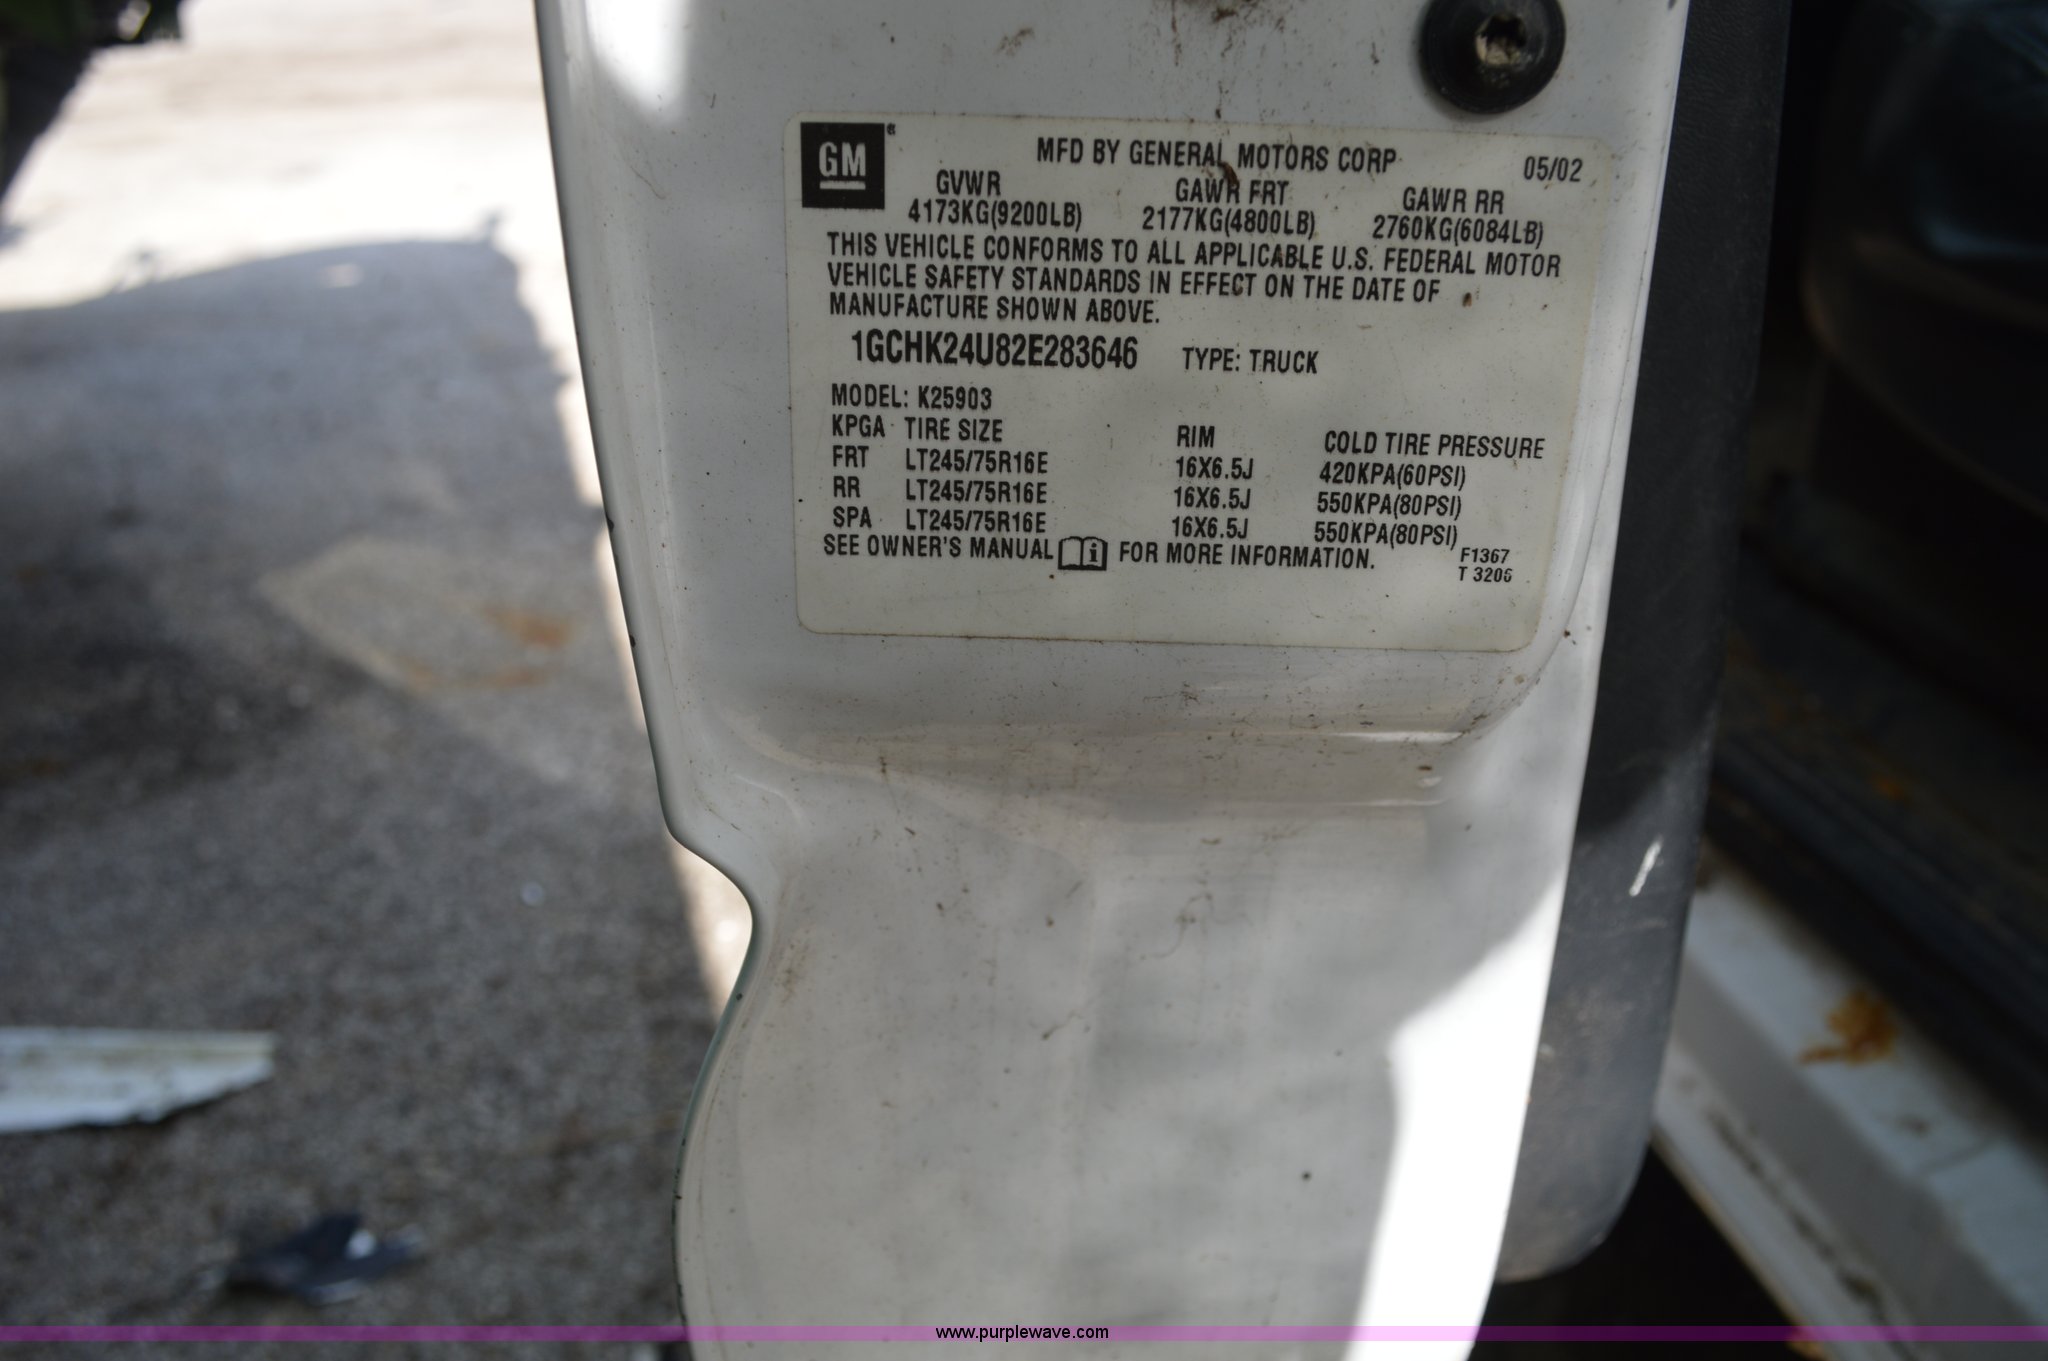 GM®
MFD BY GENERAL MOTORS CORP 05/02
GVWR GAWR FRT GAWR RR
4173KG(9200LB) 2177KG(4800LB) 2760KG(6084LB)
THIS VEHICLE CONFORMS TO ALL APPLICABLE U.S. FEDERAL MOTOR
VEHICLE SAFETY STANDARDS IN EFFECT ON THE DATE OF
MANUFACTURE SHOWN ABOVE.
1GCHK24U82E283646 TYPE: TRUCK
MODEL: K25903
KPGA TIRE SIZE RIM COLD TIRE PRESSURE
FRT LT245/75R16E 16X6.5J 420KPA(60PSI)
RR LT245/75R16E 16X6.5J 550KPA(80PSI)
SPA LT245/75R16E 16X6.5J 550KPA(80PSI)
SEE OWNER'S MANUAL i FOR MORE INFORMATION.
F1367
T 3206
www.purplewave.com